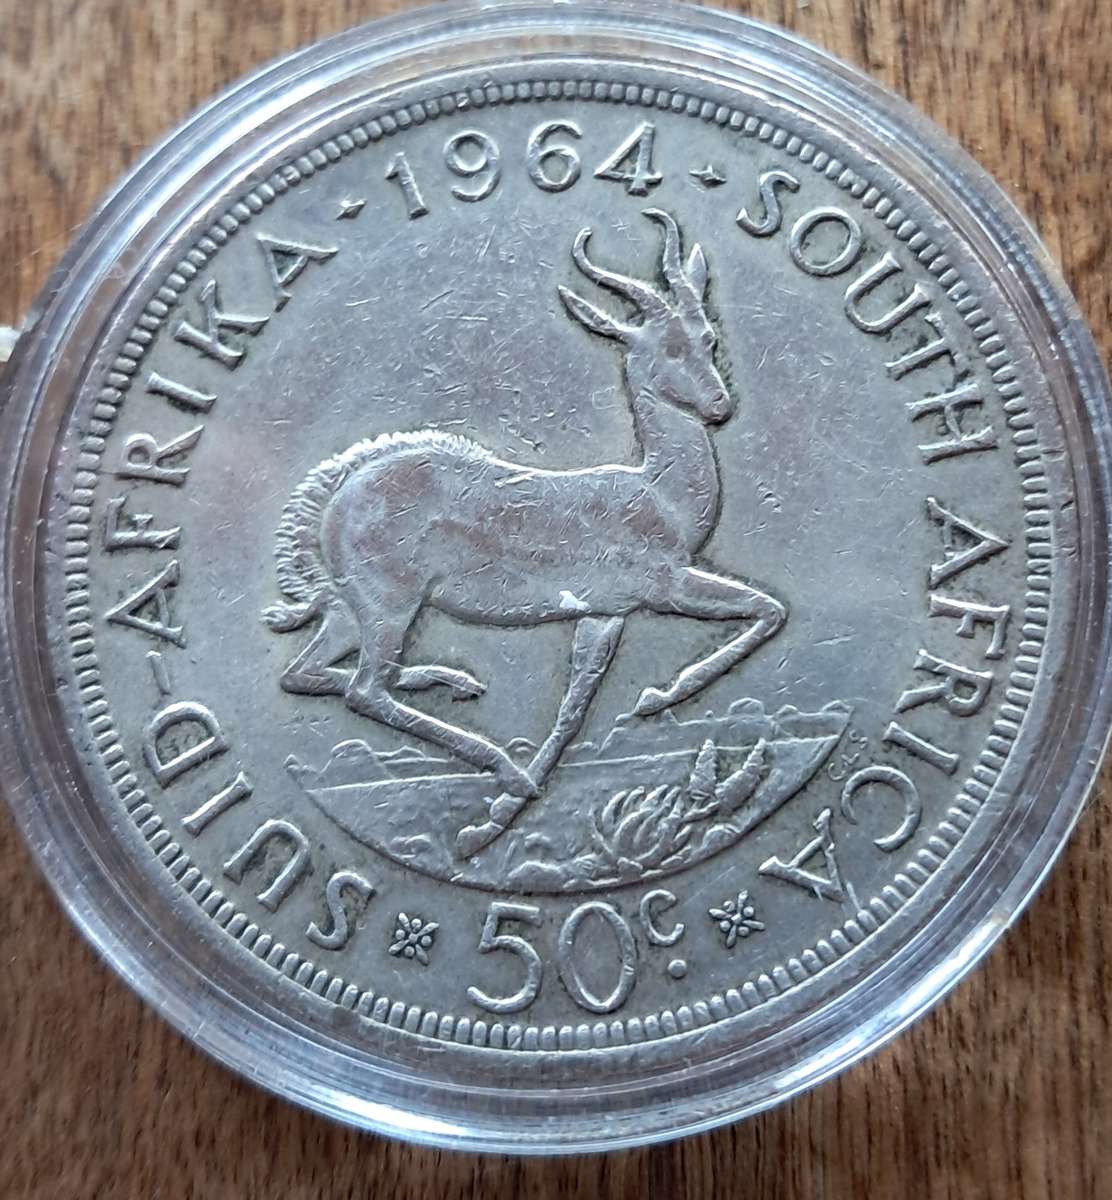 SUID-AFRIKA · 1964 · SOUTH AFRICA
50c.